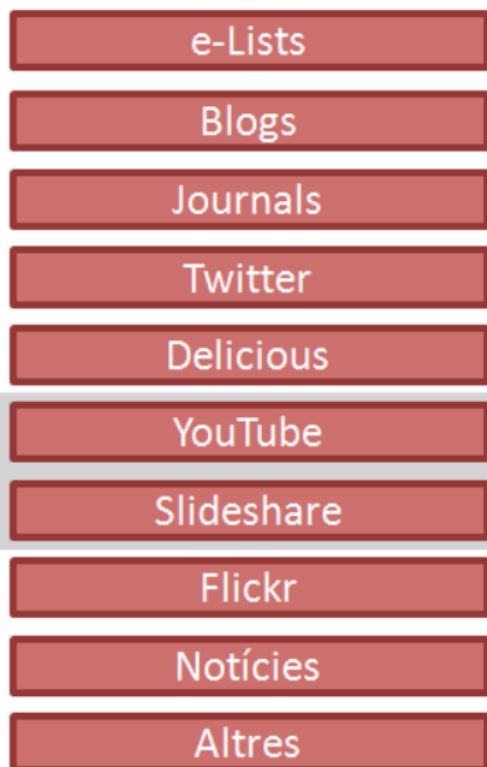 e-Lists
Blogs
Journals
Twitter
Delicious
YouTube
Slideshare
Flickr
Notícies
Altres